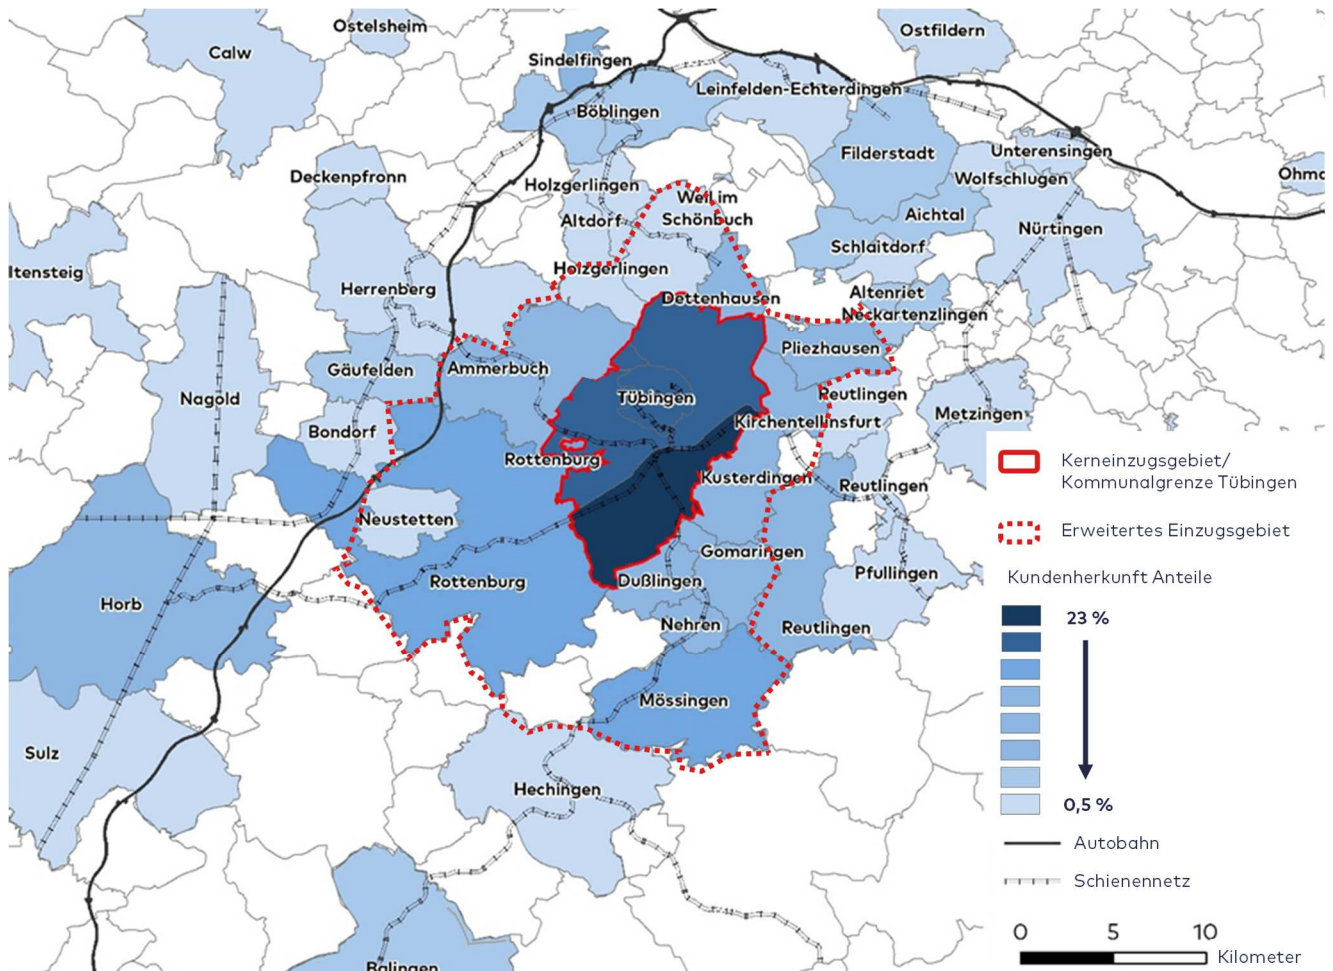 Ostelsheim
Ostfildern
Calw
Sindelfingen
Leinfelden-Echterdingen
Böblingen
Filderstadt
Unterensingen
Deckenpfronn
Holzgerlingen
Wolfschlugen
Ohmd
Weil im
Schönbuch
Altdorf
Aichtal
Nürtingen
Schlaitdorf
ltensteig
Holzgerlingen
Herrenberg
Dettenhausen
Altenriet
Neckartenzlingen
Pliezhausen
Gäufelden
Ammerbuch
Nagold
Tübingen
Reutlingen
Metzingen
Kirchentellinsfurt
Bondorf
Rottenburg
Kusterdingen
Reutlingen
Neustetten
Gomaringen
Pfullingen
Rottenburg
Dußlingen
Horb
Nehren
Reutlingen
Mössingen
Sulz
Hechingen
Balingen
Kerneinzugsgebiet/
Kommunalgrenze Tübingen
Erweitertes Einzugsgebiet
Kundenherkunft Anteile
23 %
0,5 %
Autobahn
Schienennetz
0 5 10
Kilometer